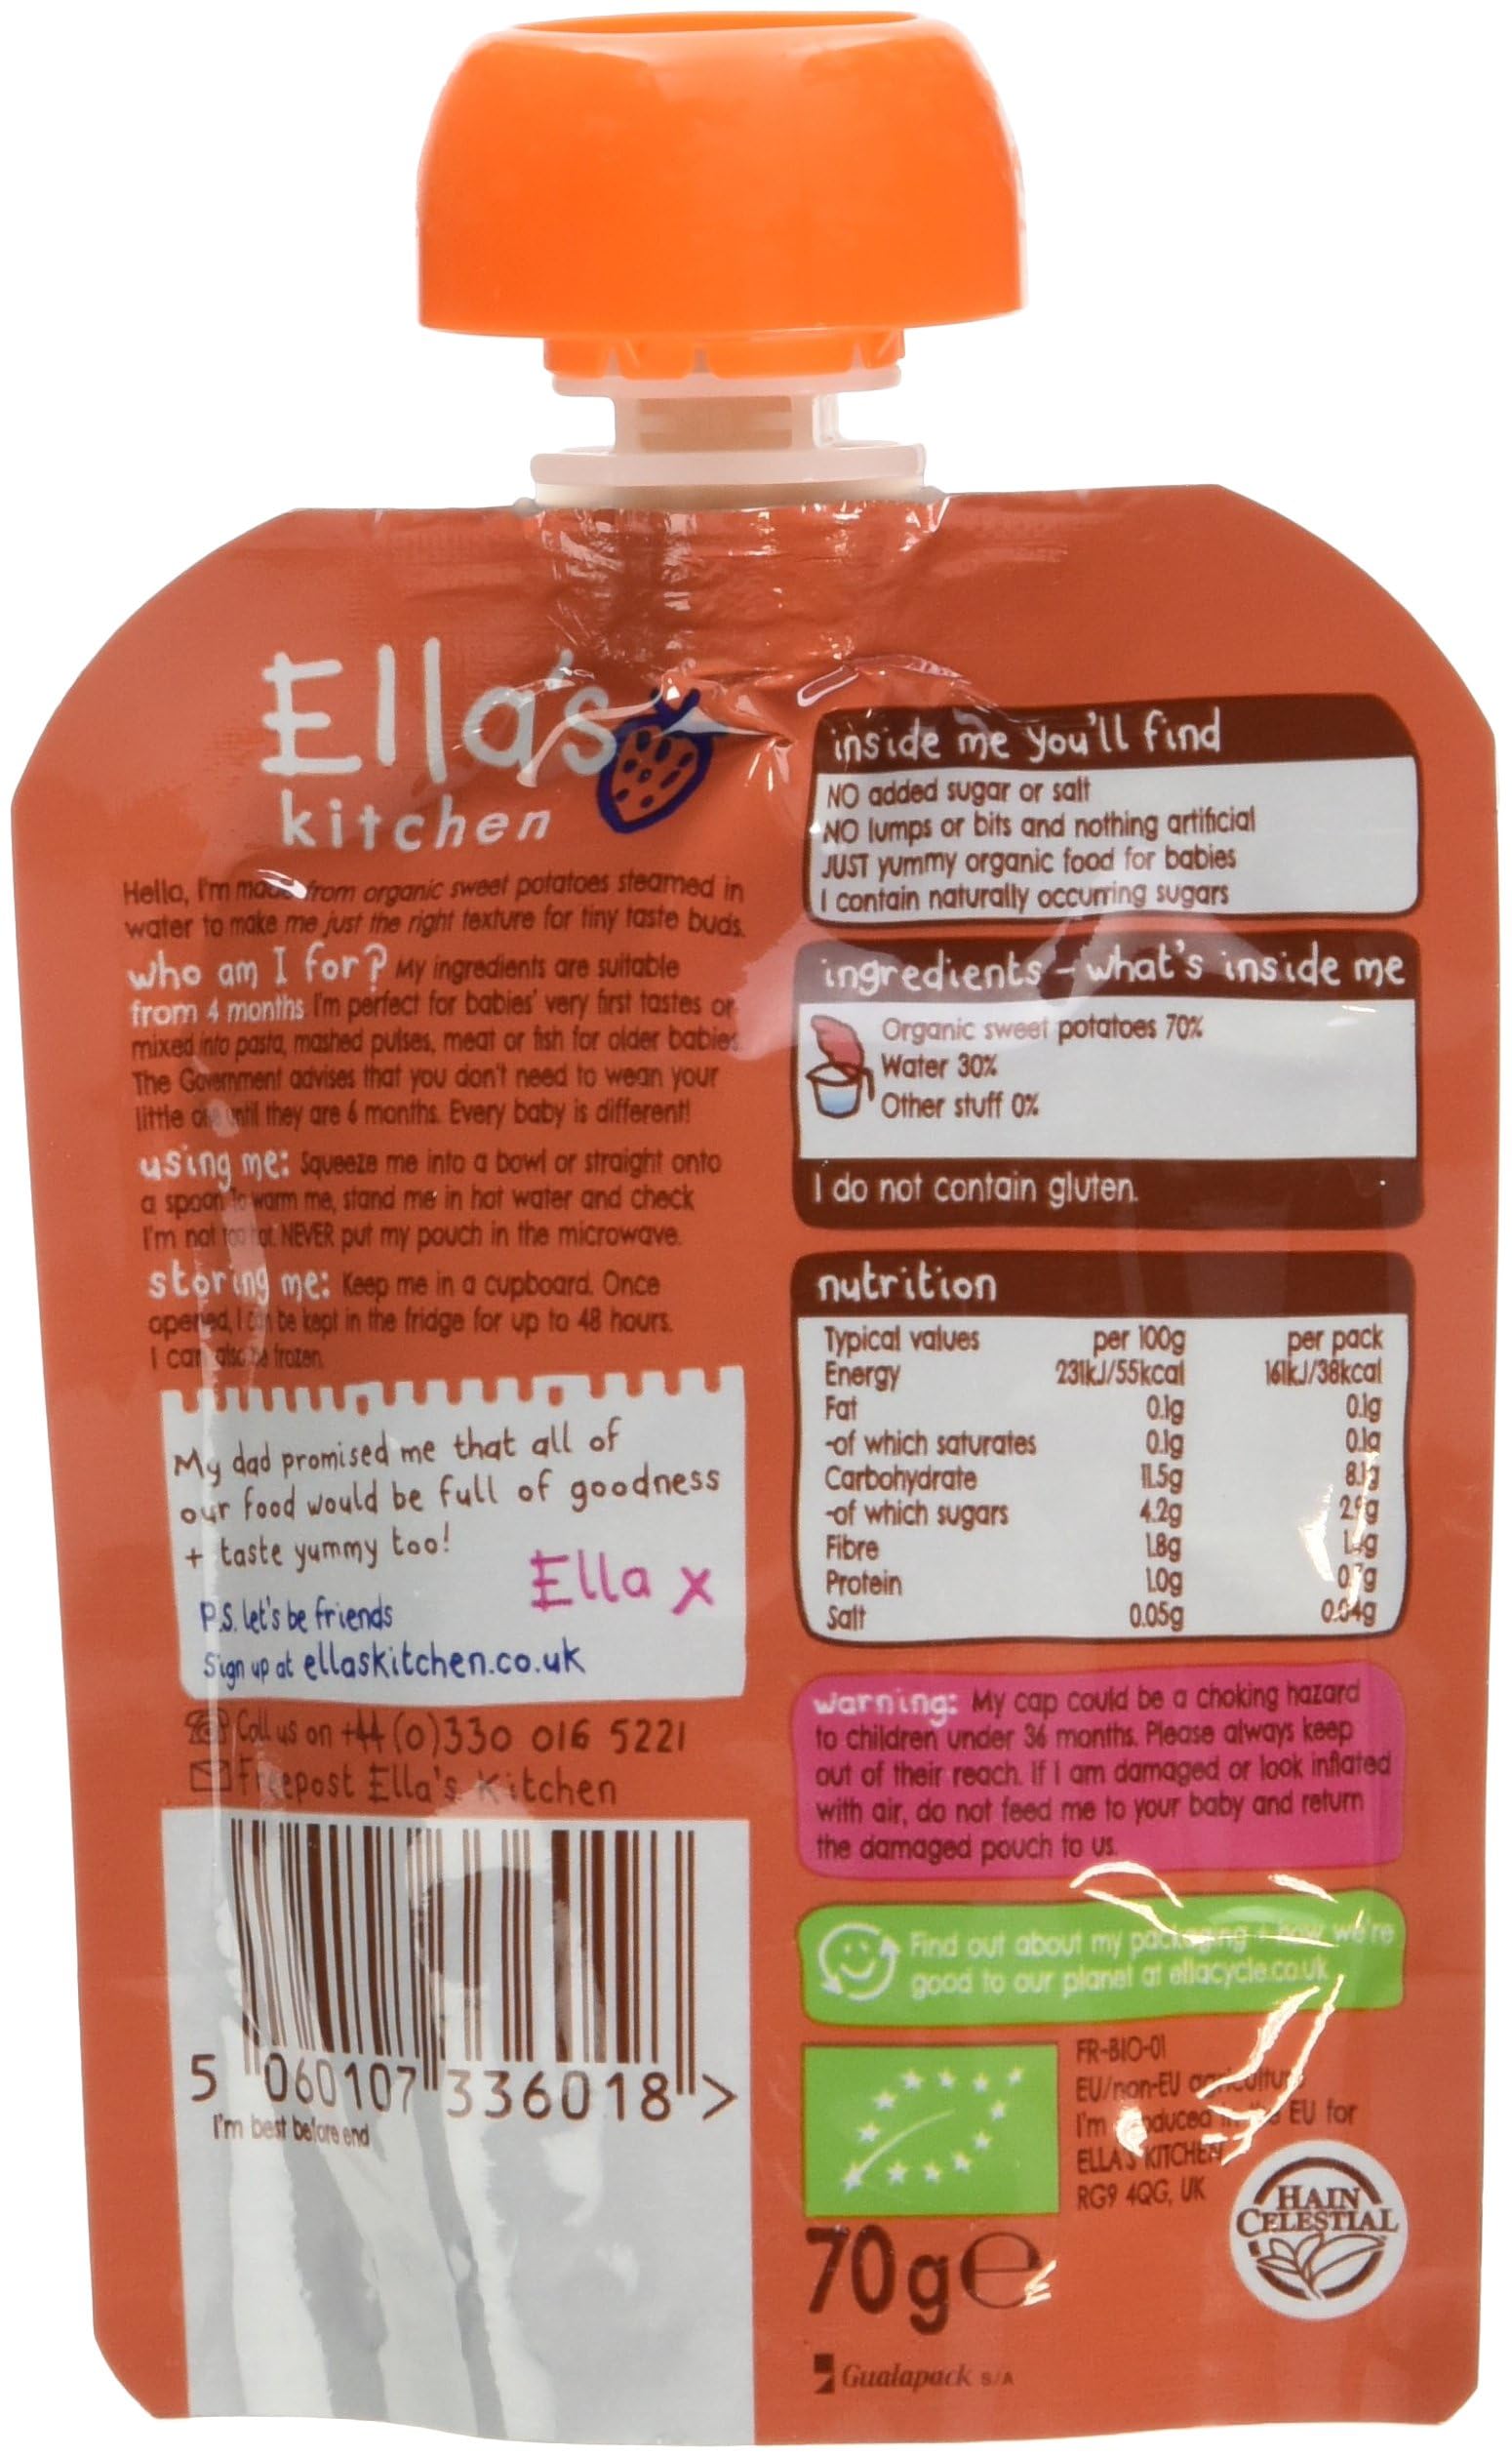 Ella's
kitchen
Hello, I'm made from organic sweet potatoes steamed in
water to make me just the right texture for tiny taste buds.
who am I for? My ingredients are suitable
from 4 months. I'm perfect for babies' very first tastes or
mixed into pasta, mashed pulses, meat or fish for older babies.
The Government advises that you don't need to wean your
little one until they are 6 months. Every baby is different!
using me: Squeeze me into a bowl or straight onto
a spoon. To warm me, stand me in hot water and check
I'm not too hot. NEVER put my pouch in the microwave.
storing me: Keep me in a cupboard. Once
opened, I can be kept in the fridge for up to 48 hours.
I can also be frozen.
My dad promised me that all of
our food would be full of goodness
+ taste yummy too!
Ella x
P.S. let's be friends
Sign up at ellaskitchen.co.uk
Call us on +44 (0)330 016 5221
Freepost Ella's Kitchen
5 060107 336018 >
I'm best before end
inside me you'll find
NO added sugar or salt
NO lumps or bits and nothing artificial
JUST yummy organic food for babies
I contain naturally occurring sugars
ingredients - what's inside me
Organic sweet potatoes 70%
Water 30%
Other stuff 0%
I do not contain gluten.
nutrition
Typical values per 100g per pack
Energy 231kJ/55kcal 161kJ/38kcal
Fat 0.1g 0.1g
-of which saturates 0.1g 0.1g
Carbohydrate 11.5g 8.1g
-of which sugars 4.2g 2.9g
Fibre 1.8g
Protein 1.0g 0.7g
Salt 0.05g 0.04g
warning: My cap could be a choking hazard
to children under 36 months. Please always keep
out of their reach. If I am damaged or look inflated
with air, do not feed me to your baby and return
the damaged pouch to us.
Find out about my packaging + how we're
good to our planet at ellacycle.co.uk
FR-BIO-01
EU/non-EU agriculture
I'm produced in the EU for
ELLA'S KITCHEN
RG9 4QG, UK
HAIN
CELESTIAL
70g e
Gualapack S/A